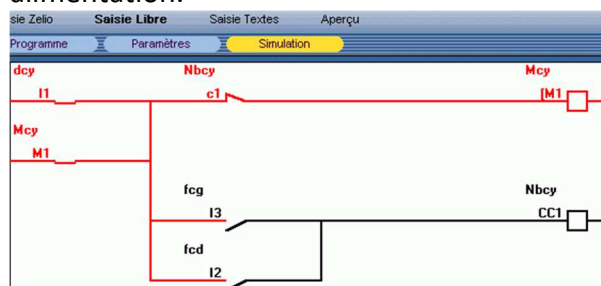 alimentation.
sie Zelio Saisie Libre Saisie Textes Aperçu
Programme Paramètres Simulation
dcy Nbcy Mcy
I1 c1 [M1
Mcy
M1
fcg Nbcy
I3 CC1
fcd
I2